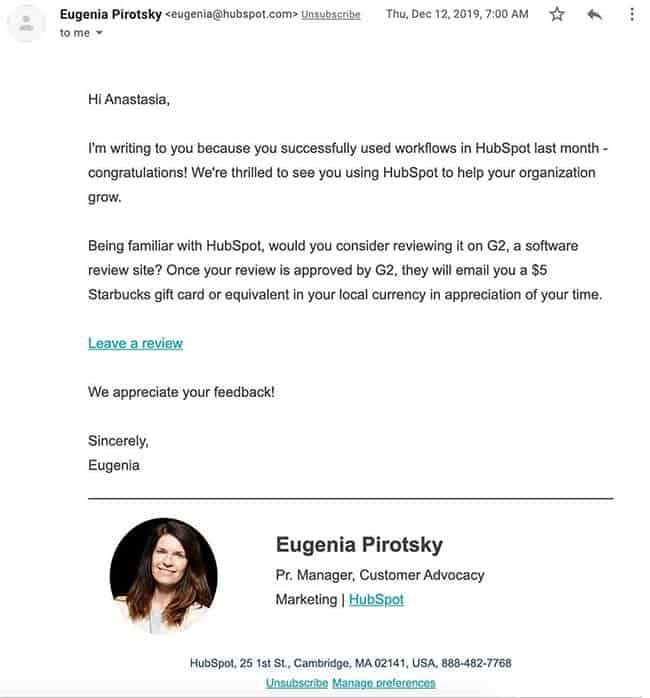 Eugenia Pirotsky <eugenia@hubspot.com> Unsubscribe Thu, Dec 12, 2019, 7:00 AM
to me
Hi Anastasia,
I'm writing to you because you successfully used workflows in HubSpot last month -
congratulations! We're thrilled to see you using HubSpot to help your organization
grow.
Being familiar with HubSpot, would you consider reviewing it on G2, a software
review site? Once your review is approved by G2, they will email you a $5
Starbucks gift card or equivalent in your local currency in appreciation of your time.
Leave a review
We appreciate your feedback!
Sincerely,
Eugenia
Eugenia Pirotsky
Pr. Manager, Customer Advocacy
Marketing | HubSpot
HubSpot, 25 1st St., Cambridge, MA 02141, USA, 888-482-7768
Unsubscribe Manage preferences